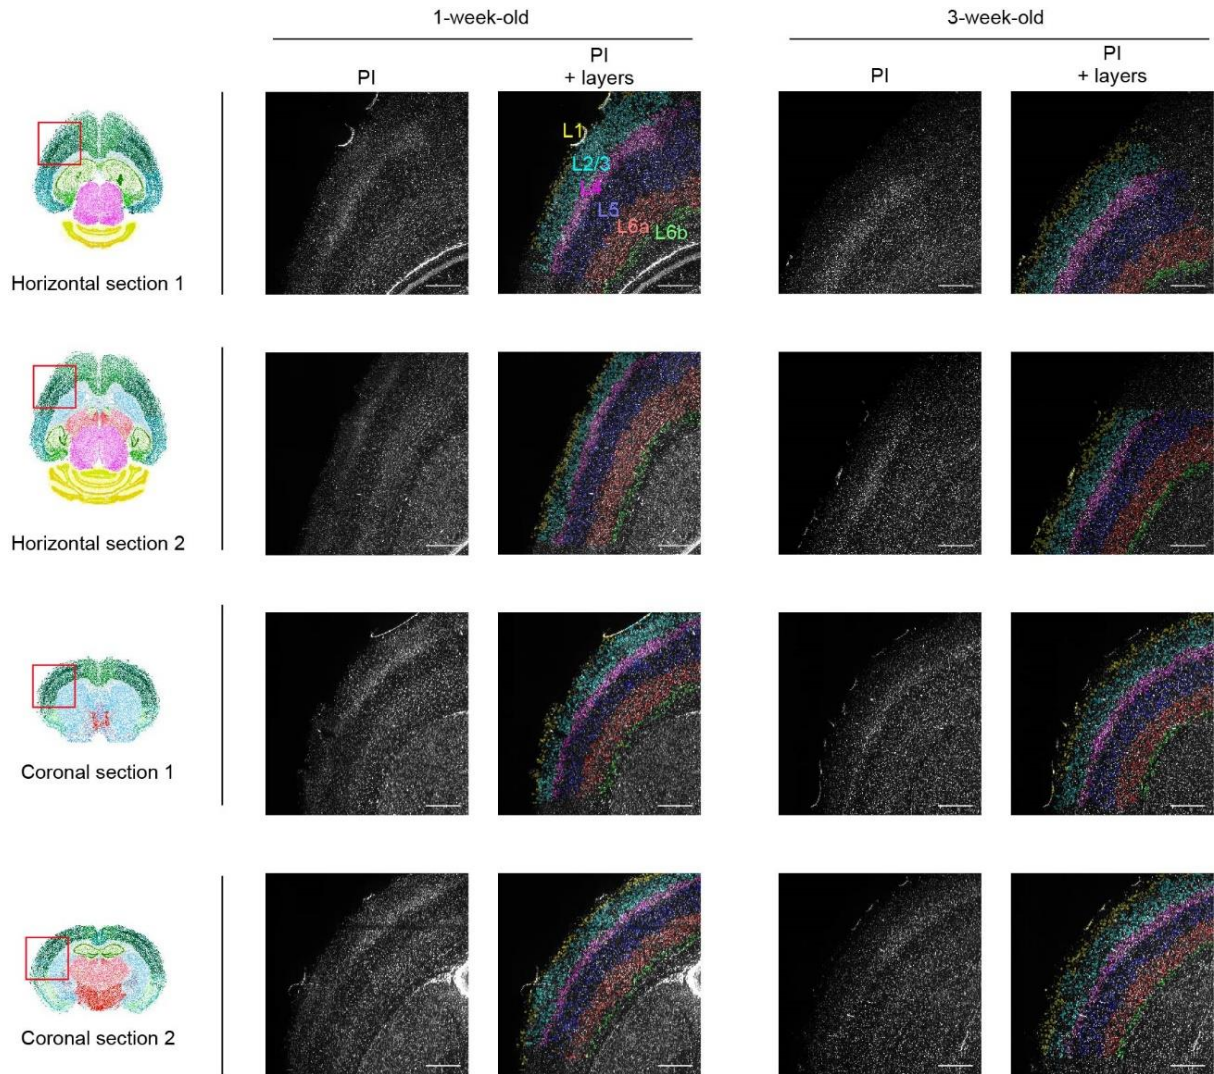 1-week-old
3-week-old
PI
PI
+ layers
PI
PI
+ layers
L1
L2/3
L4
L5
L6a
L6b
Horizontal section 1
Horizontal section 2
Coronal section 1
Coronal section 2